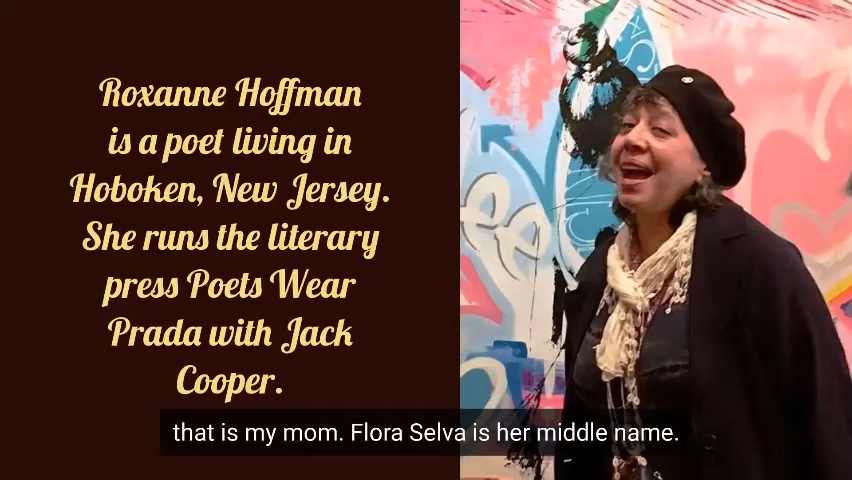 Roxanne Hoffman
is a poet living in
Hoboken, New Jersey.
She runs the literary
press Poets Wear
Prada with Jack
Cooper.
that is my mom. Flora Selva is her middle name.